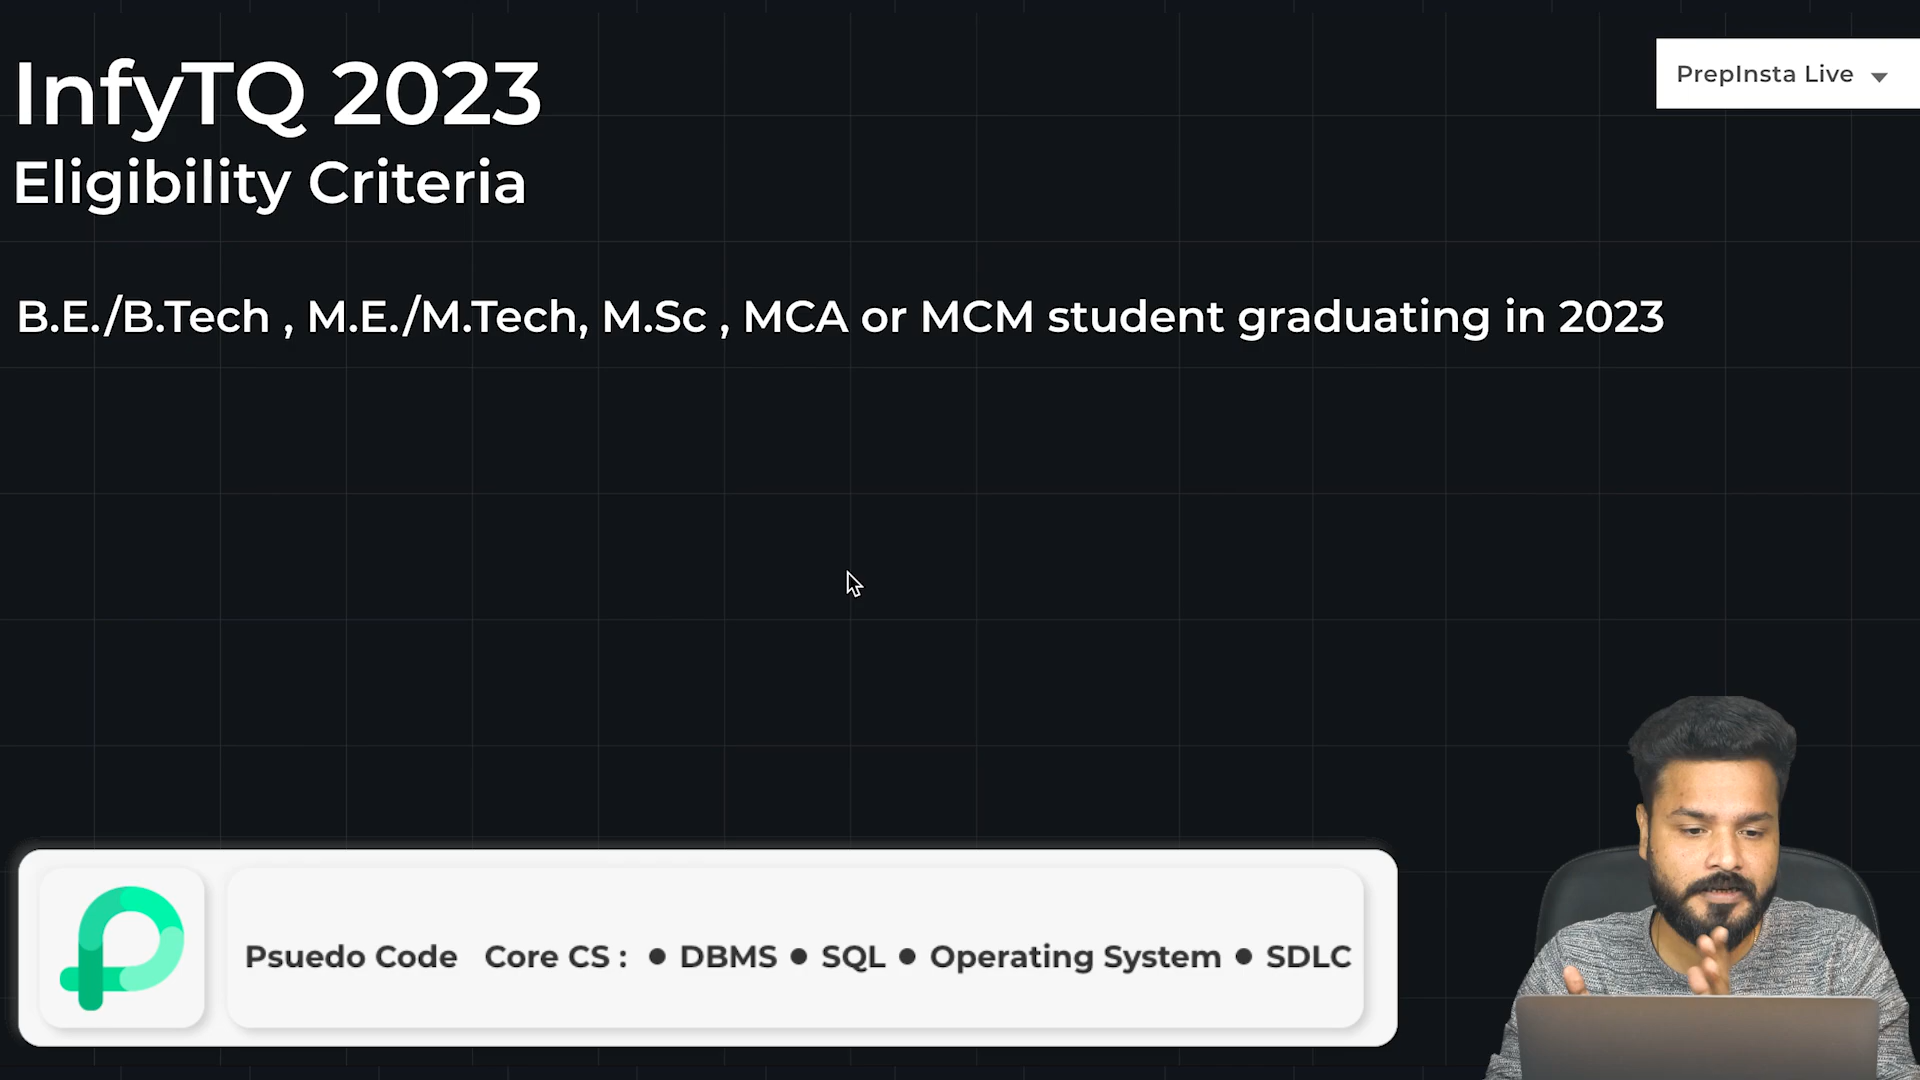 InfyTQ 2023
Eligibility Criteria
PrepInsta Live
B.E./B.Tech , M.E./M.Tech, M.Sc , MCA or MCM student graduating in 2023
Psuedo Code Core CS : ● DBMS ● SQL ● Operating System ● SDLC